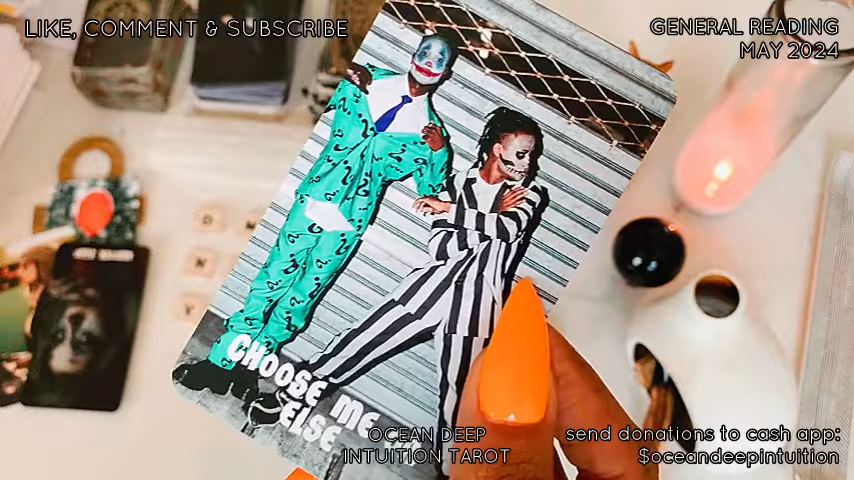 LIKE, COMMENT & SUBSCRIBE
GENERAL READING
MAY 2024
CHOOSE ME
ELSE
OCEAN DEEP
INTUITION TAROT
send donations to cash app:
$oceandeepintuition